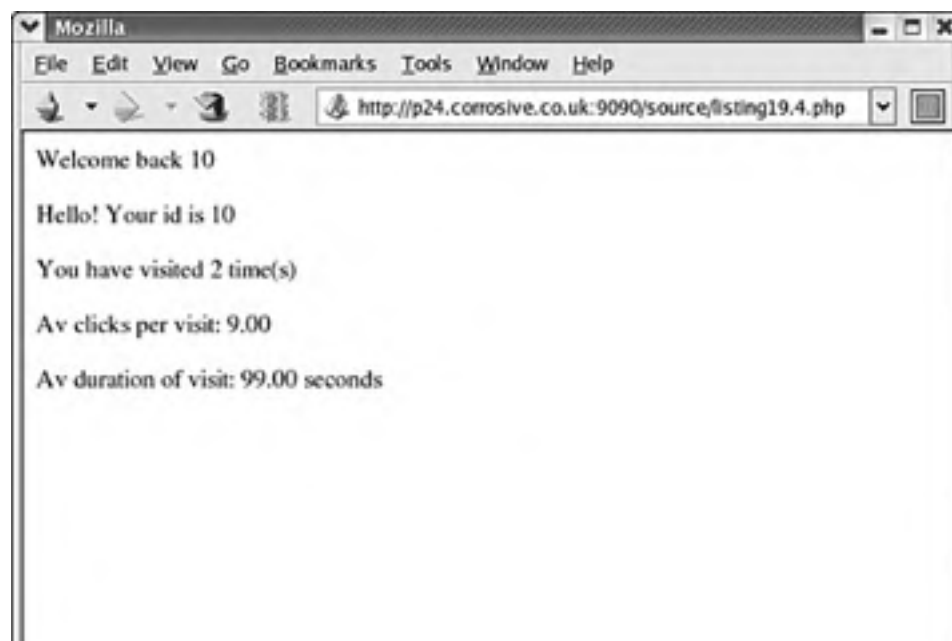 Mozilla
File Edit View Go Bookmarks Tools Window Help
http://p24.corrosive.co.uk:9090/source/listing19.4.php
Welcome back 10
Hello! Your id is 10
You have visited 2 time(s)
Av clicks per visit: 9.00
Av duration of visit: 99.00 seconds